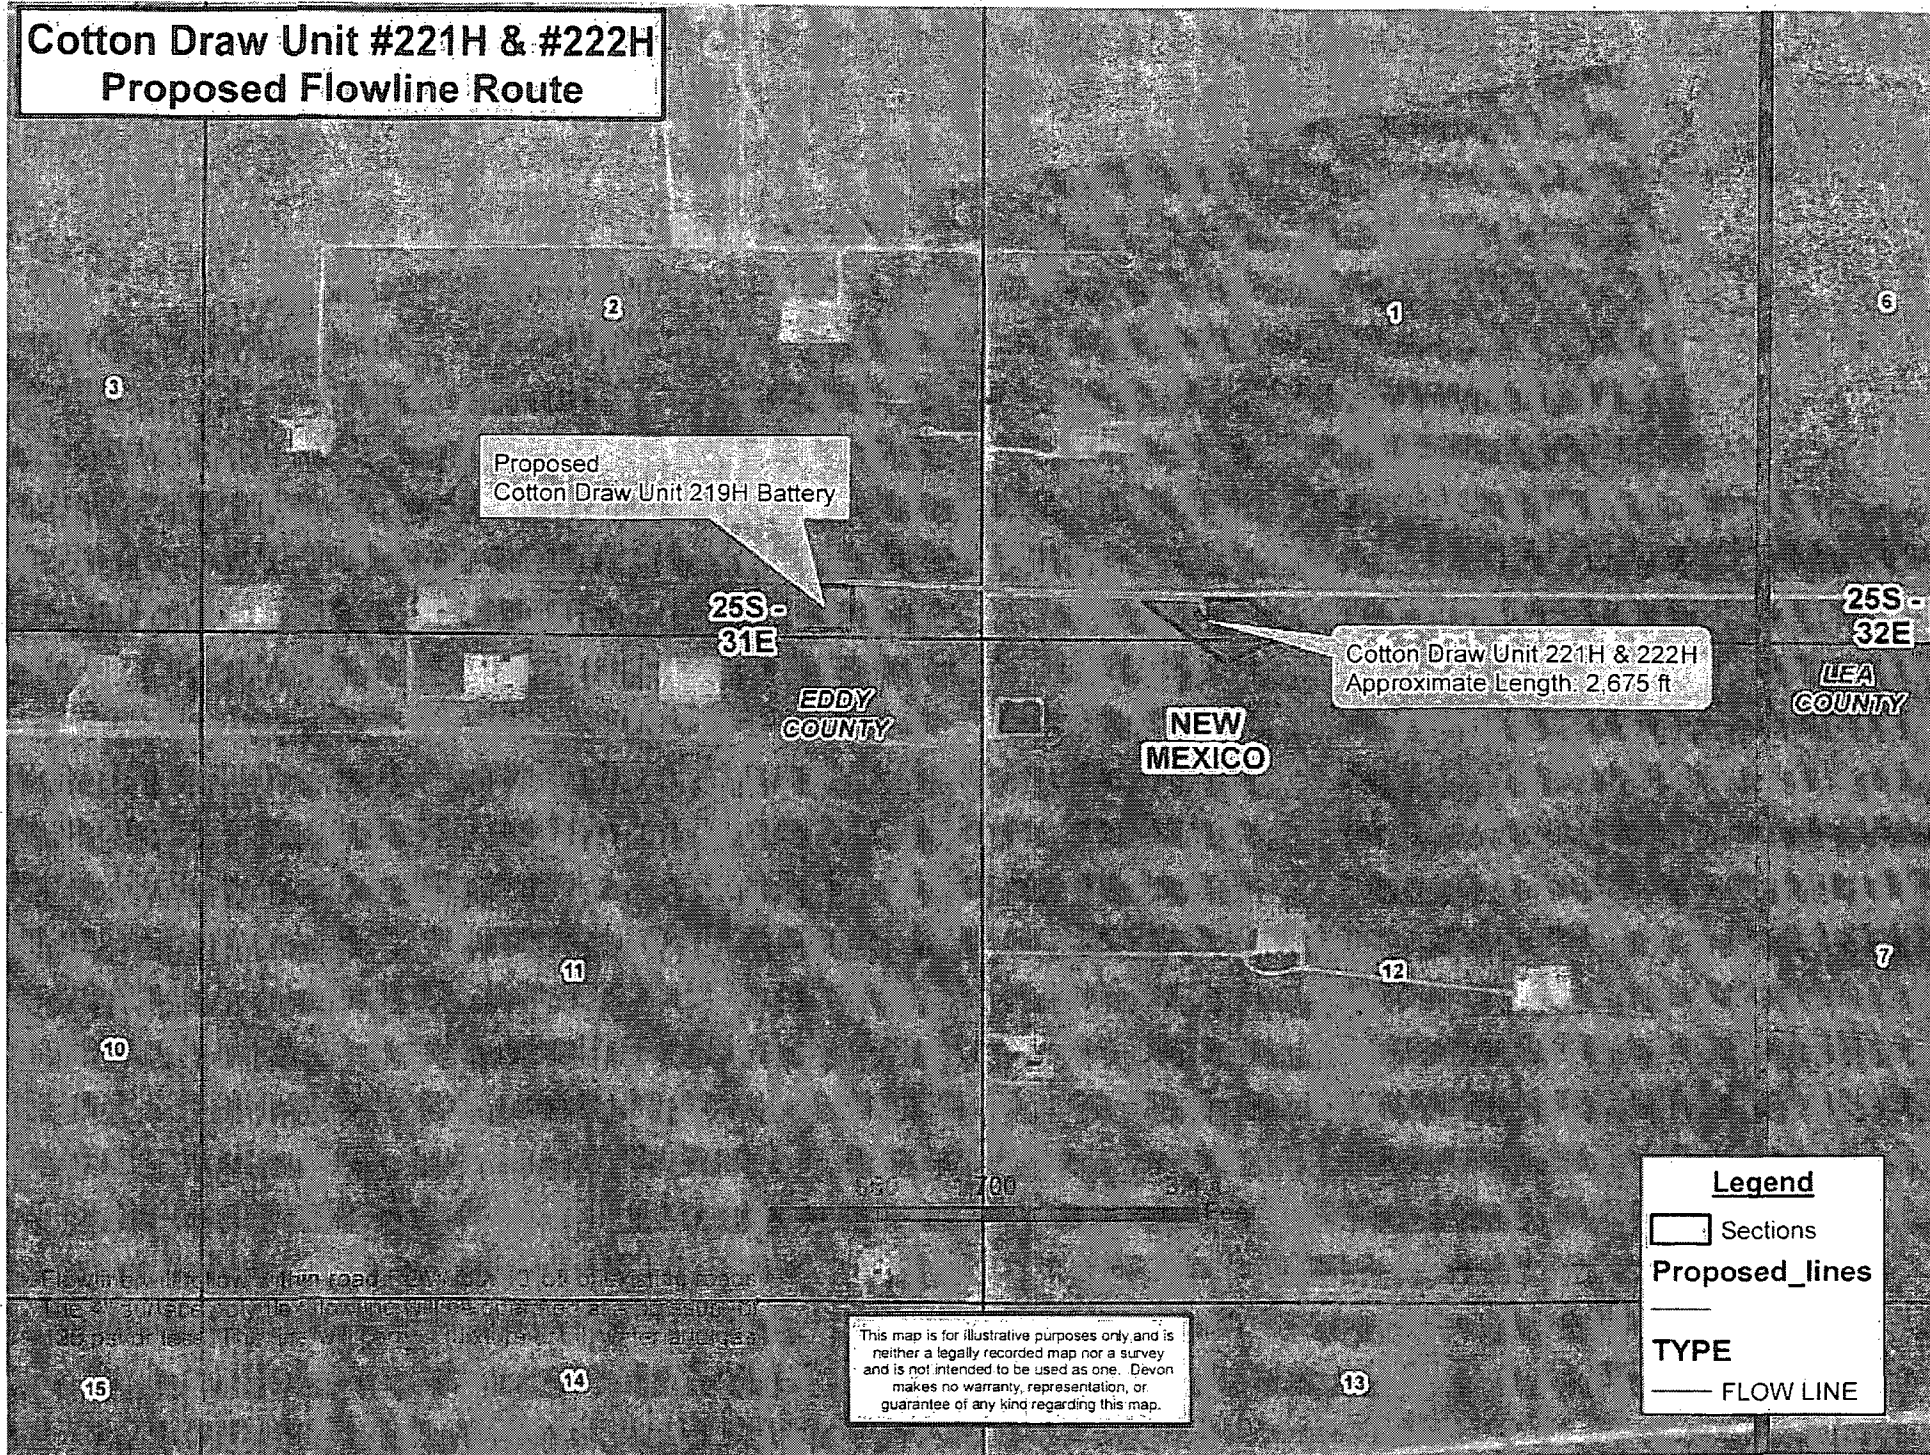 Cotton Draw Unit #221H & #222H
Proposed Flowline Route
2
1
6
3
Proposed
Cotton Draw Unit 219H Battery
25S -
31E
25S -
32E
Cotton Draw Unit 221H & 222H
Approximate Length: 2,675 ft
EDDY
COUNTY
LEA
COUNTY
NEW
MEXICO
11
12
7
10
Legend
Sections
Proposed_lines
TYPE
FLOW LINE
This map is for illustrative purposes only and is
neither a legally recorded map nor a survey
and is not intended to be used as one. Devon
makes no warranty, representation, or
guarantee of any kind regarding this map.
15
14
13